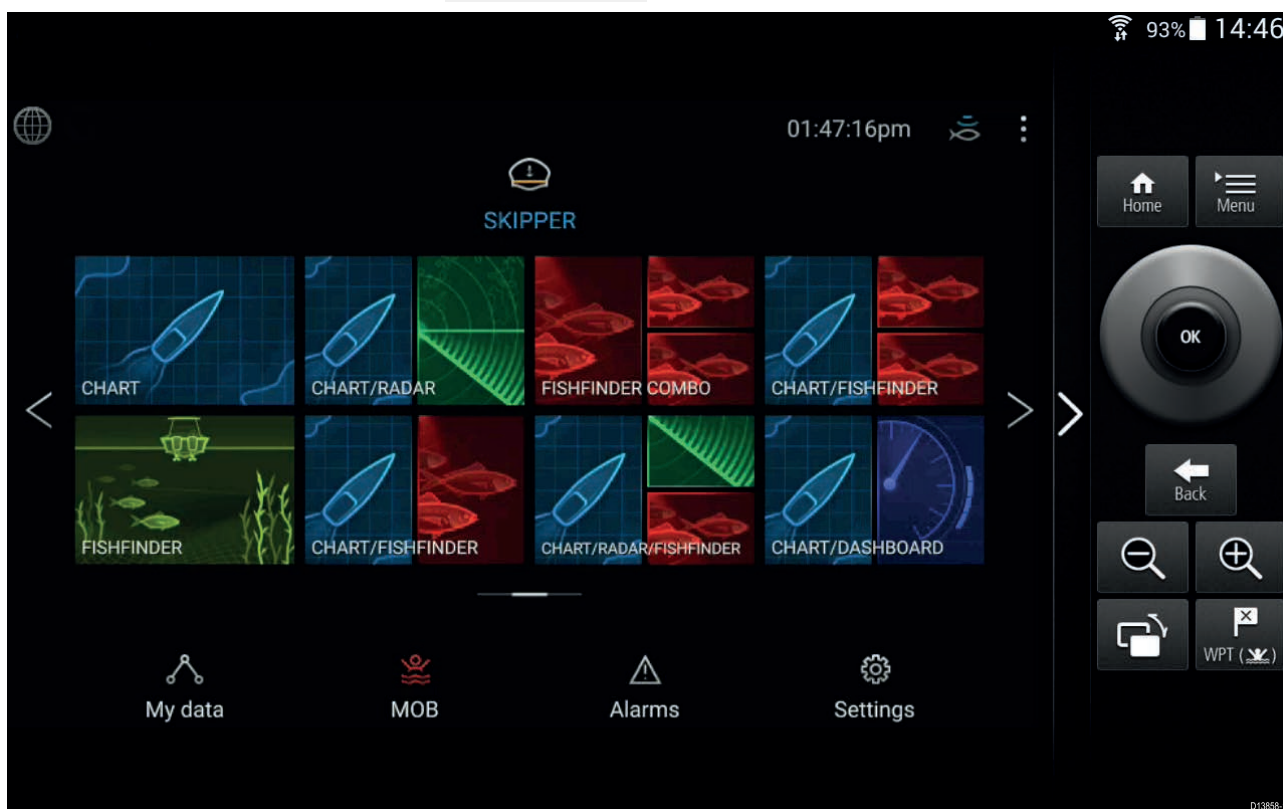 93% 14:46
01:47:16pm
SKIPPER
Home
Menu
CHART
CHART/RADAR
FISHFINDER COMBO
CHART/FISHFINDER
OK
FISHFINDER
CHART/FISHFINDER
CHART/RADAR/FISHFINDER
CHART/DASHBOARD
Back
WPT ( )
My data
MOB
Alarms
Settings
D13858-